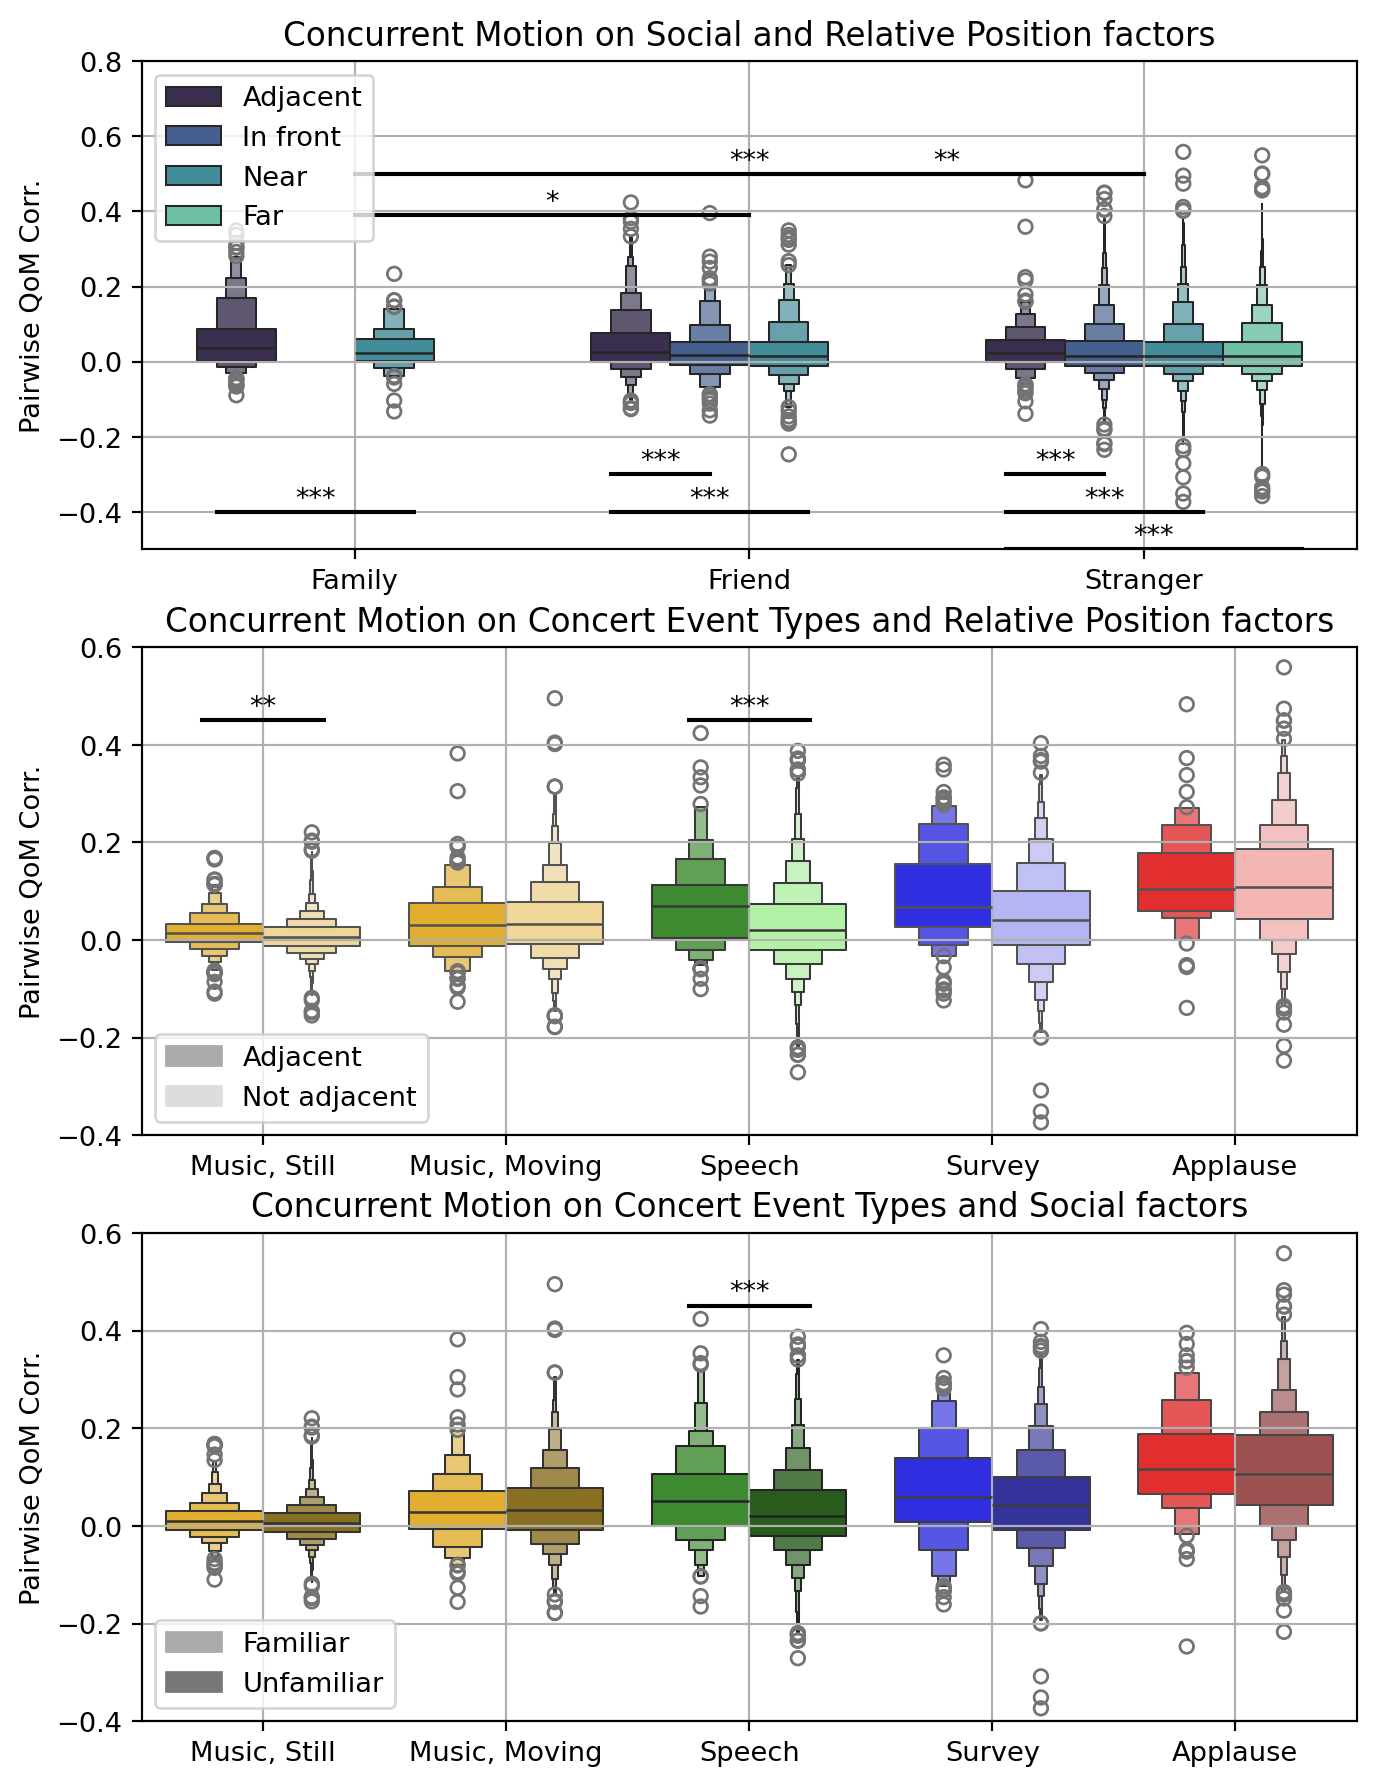 Concurrent Motion on Social and Relative Position factors
Pairwise QoM Corr.
0.8
0.6
0.4
0.2
0.0
−0.2
−0.4
Adjacent
In front
Near
Far
*** **
*
*** ***
*** *** ***
***
Family Friend Stranger
Concurrent Motion on Concert Event Types and Relative Position factors
Pairwise QoM Corr.
0.6
0.4
0.2
0.0
−0.2
−0.4
** ***
Adjacent
Not adjacent
Music, Still Music, Moving Speech Survey Applause
Concurrent Motion on Concert Event Types and Social factors
Pairwise QoM Corr.
0.6
0.4
0.2
0.0
−0.2
−0.4
***
Familiar
Unfamiliar
Music, Still Music, Moving Speech Survey Applause